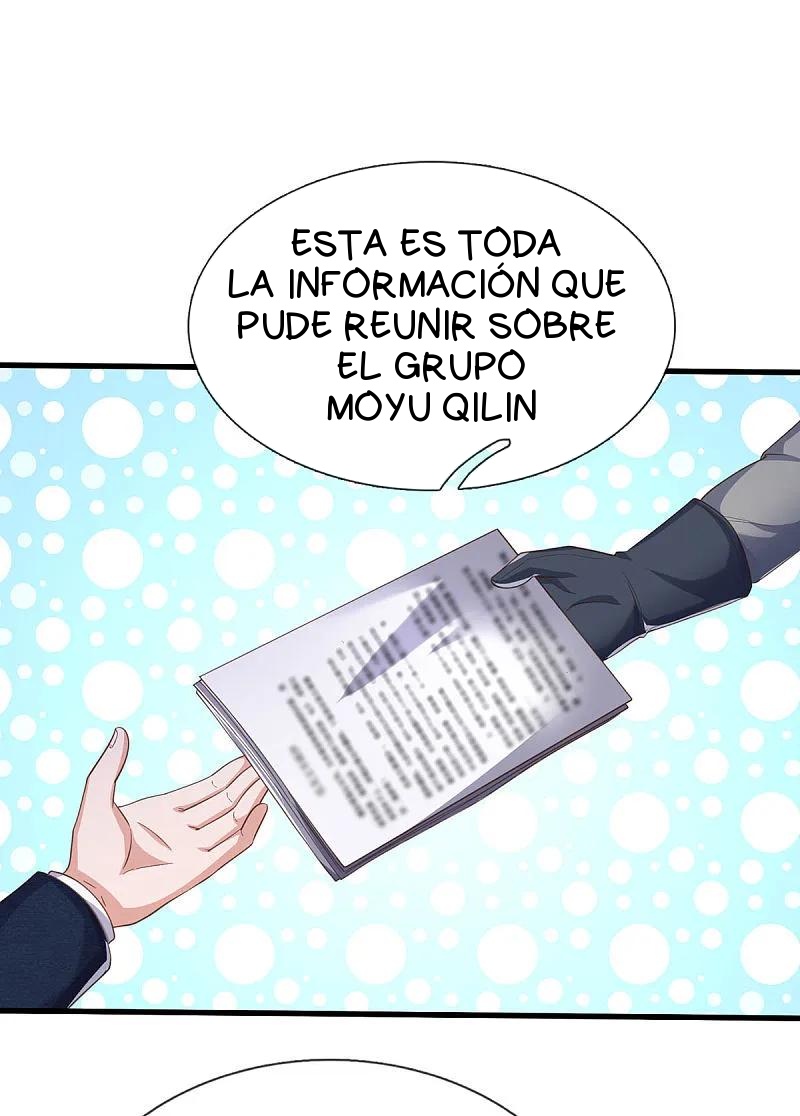 ESTA ES TODA
LA INFORMACIÓN QUE
PUDE REUNIR SOBRE
EL GRUPO
MOYU QILIN